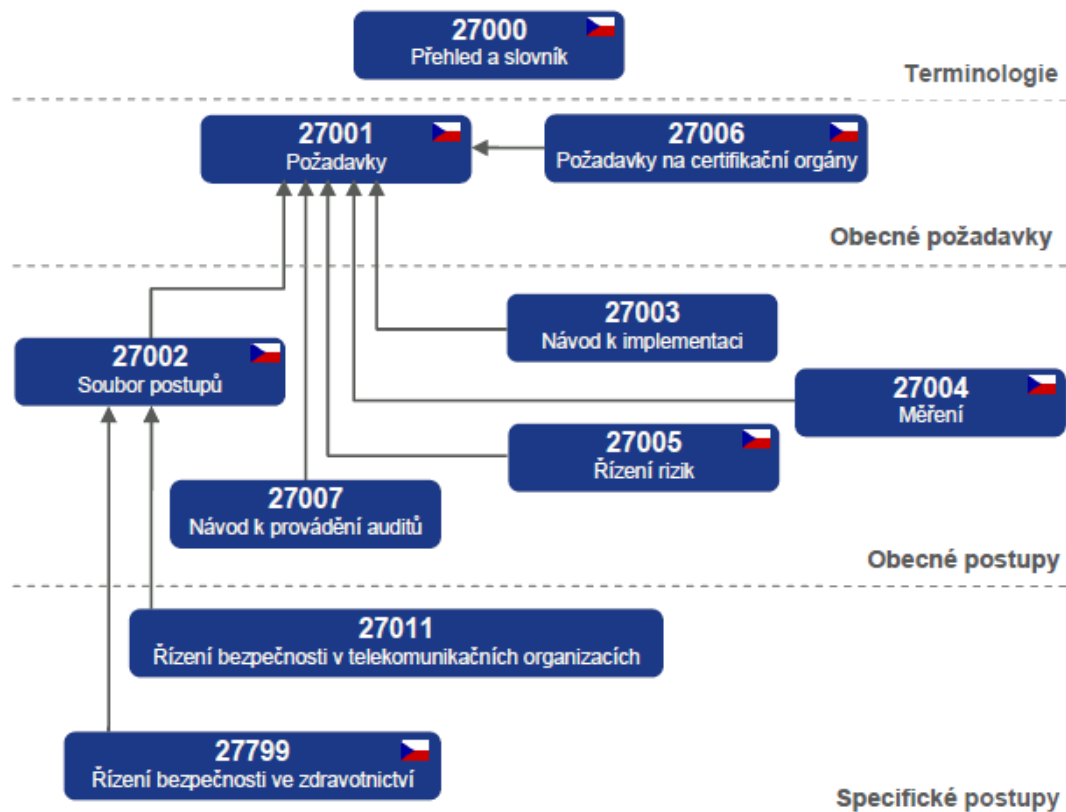 27000
Přehled a slovník
Terminologie
27001
Požadavky
27006
Požadavky na certifikační orgány
Obecné požadavky
27003
Návod k implementaci
27002
Soubor postupů
27004
Měření
27005
Řízení rizik
27007
Návod k provádění auditů
Obecné postupy
27011
Řízení bezpečnosti v telekomunikačních organizacích
27799
Řízení bezpečnosti ve zdravotnictví
Specifické postupy